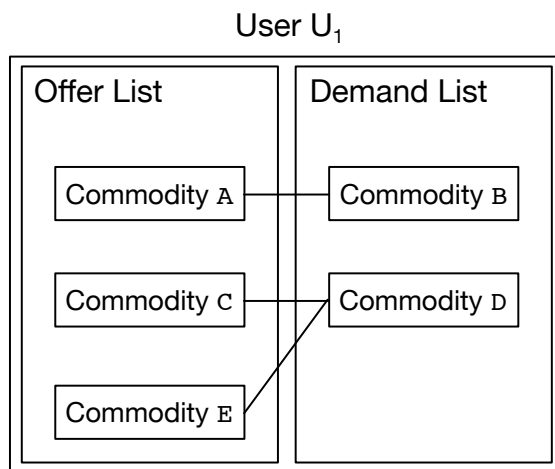 User U₁
Offer List
Demand List
Commodity A
Commodity B
Commodity C
Commodity D
Commodity E